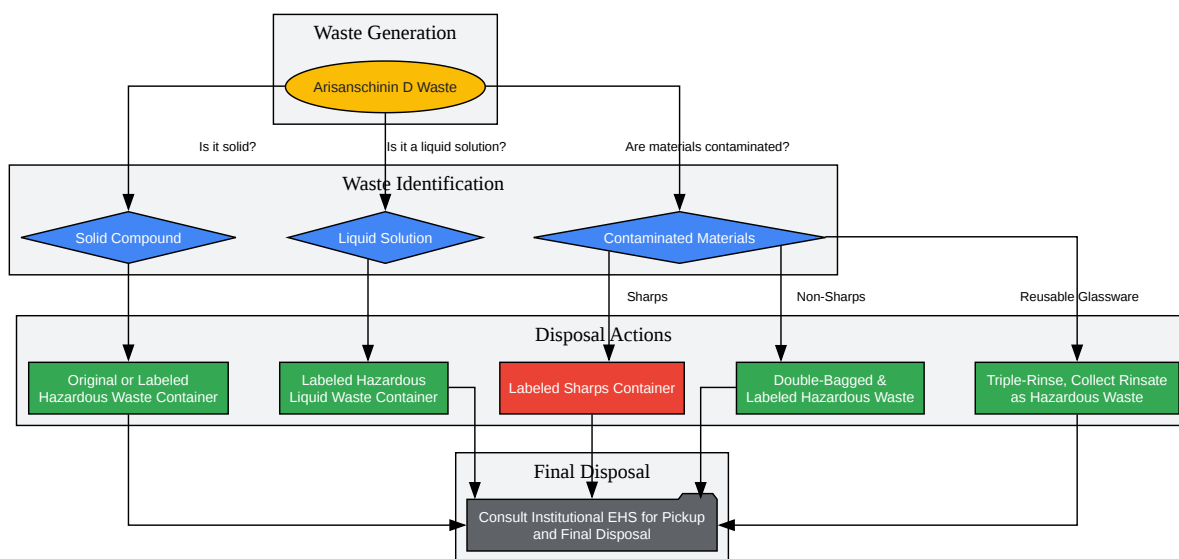 Waste Generation
Arisanschinin D Waste
Is it solid?
Is it a liquid solution?
Are materials contaminated?
Waste Identification
Solid Compound
Liquid Solution
Contaminated Materials
Sharps
Non-Sharps
Reusable Glassware
Disposal Actions
Original or Labeled
Hazardous Waste Container
Labeled Hazardous
Liquid Waste Container
Labeled Sharps Container
Double-Bagged &
Labeled Hazardous Waste
Triple-Rinse, Collect Rinsate
as Hazardous Waste
Final Disposal
Consult Institutional EHS for Pickup
and Final Disposal